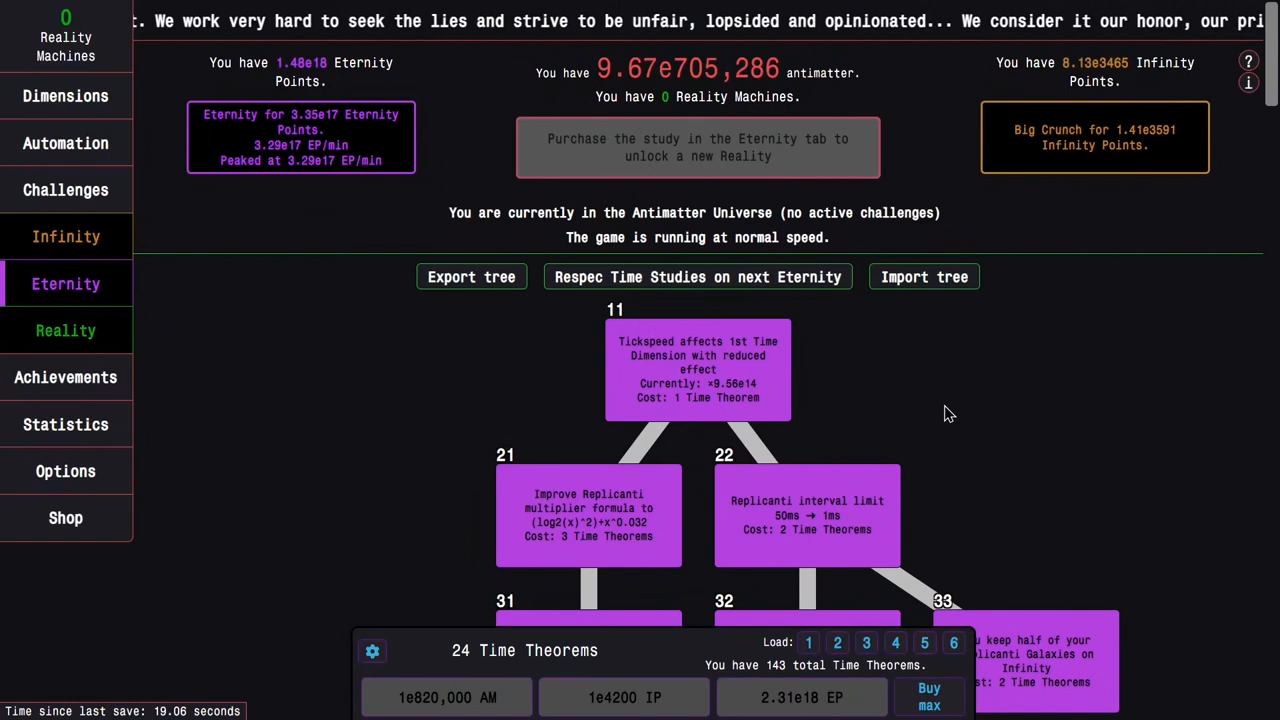 0
Reality
Machines
Dimensions
Automation
Challenges
Infinity
Eternity
Reality
Achievements
Statistics
Options
Shop
t. We work very hard to seek the lies and strive to be unfair, lopsided and opinionated... We consider it our honor, our pri
You have 1.48e18 Eternity
Points.
Eternity for 3.35e17 Eternity
Points.
3.29e17 EP/min
Peaked at 3.29e17 EP/min
You have 9.67e705,286 antimatter.
You have 0 Reality Machines.
Purchase the study in the Eternity tab to
unlock a new Reality
You have 8.13e3465 Infinity
Points.
Big Crunch for 1.41e3591
Infinity Points.
?
i
You are currently in the Antimatter Universe (no active challenges)
The game is running at normal speed.
Export tree
Respec Time Studies on next Eternity
Import tree
11
Tickspeed affects 1st Time
Dimension with reduced
effect
Currently: ×9.56e14
Cost: 1 Time Theorem
21
Improve Replicanti
multiplier formula to
(log2(x)^2)+x^0.032
Cost: 3 Time Theorems
22
Replicanti interval limit
50ms → 1ms
Cost: 2 Time Theorems
31
32
33
keep half of your
Galaxies on
Infinity
2 Time Theorems
24 Time Theorems
Load: 1 2 3 4 5 6
You have 143 total Time Theorems.
1e820,000 AM
1e4200 IP
2.31e18 EP
Buy
max
Time since last save: 19.06 seconds